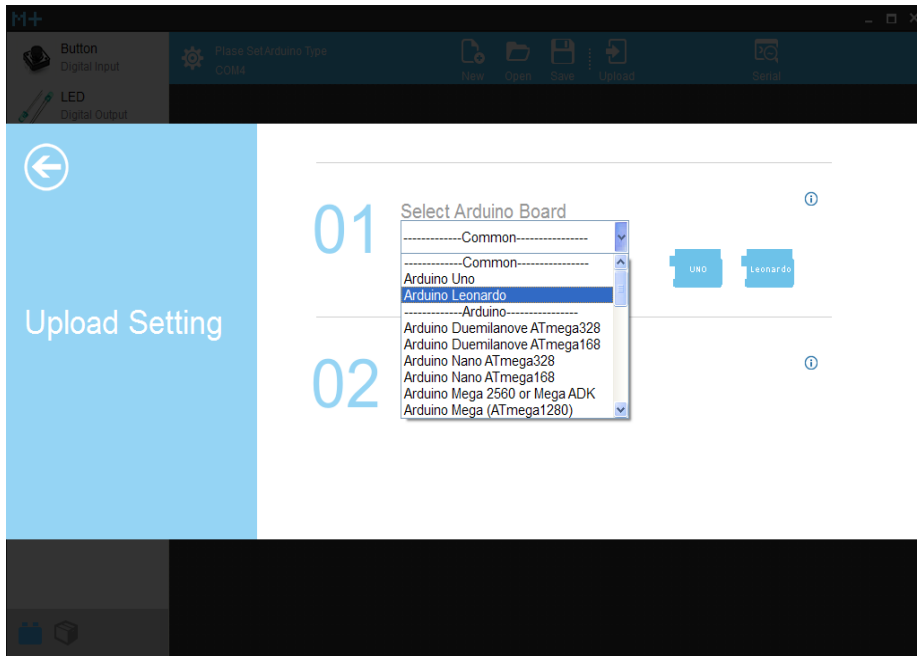 M+
Button
Digital Input
Plase Set Arduino Type
COM4
New Open Save Upload
Serial
LED
Digital Output
Upload Setting
01
Select Arduino Board
-------------Common----------------
-------------Common----------------
Arduino Uno
Arduino Leonardo
-------------Arduino----------------
Arduino Duemilanove ATmega328
Arduino Duemilanove ATmega168
Arduino Nano ATmega328
Arduino Nano ATmega168
Arduino Mega 2560 or Mega ADK
Arduino Mega (ATmega1280)
UNO
Leonardo
02